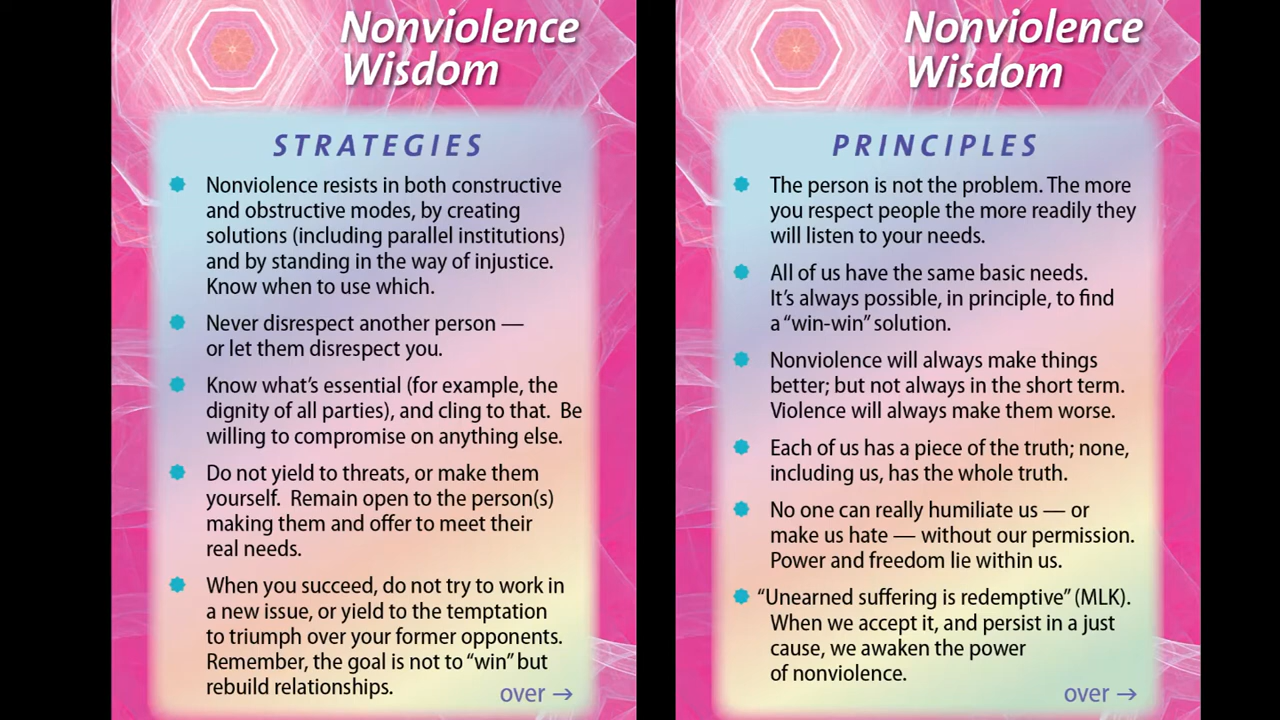 Nonviolence
Wisdom
STRATEGIES
Nonviolence resists in both constructive
and obstructive modes, by creating
solutions (including parallel institutions)
and by standing in the way of injustice.
Know when to use which.
Never disrespect another person —
or let them disrespect you.
Know what's essential (for example, the
dignity of all parties), and cling to that.  Be
willing to compromise on anything else.
Do not yield to threats, or make them
yourself.  Remain open to the person(s)
making them and offer to meet their
real needs.
When you succeed, do not try to work in
a new issue, or yield to the temptation
to triumph over your former opponents.
Remember, the goal is not to “win” but
rebuild relationships.
over →
Nonviolence
Wisdom
PRINCIPLES
The person is not the problem. The more
you respect people the more readily they
will listen to your needs.
All of us have the same basic needs.
It’s always possible, in principle, to find
a “win-win” solution.
Nonviolence will always make things
better; but not always in the short term.
Violence will always make them worse.
Each of us has a piece of the truth; none,
including us, has the whole truth.
No one can really humiliate us — or
make us hate — without our permission.
Power and freedom lie within us.
“Unearned suffering is redemptive” (MLK).
When we accept it, and persist in a just
cause, we awaken the power
of nonviolence.
over →